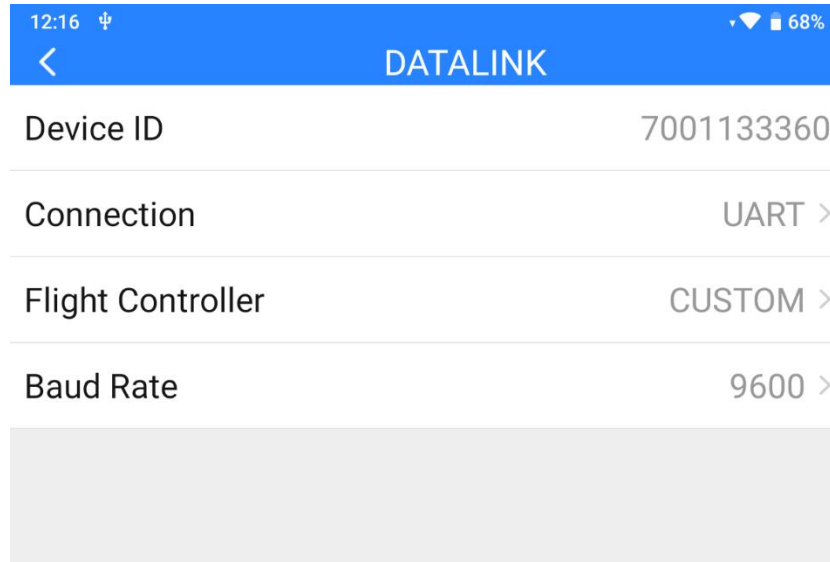 12:16 68%
DATALINK
Device ID 7001133360
Connection UART
Flight Controller CUSTOM
Baud Rate 9600